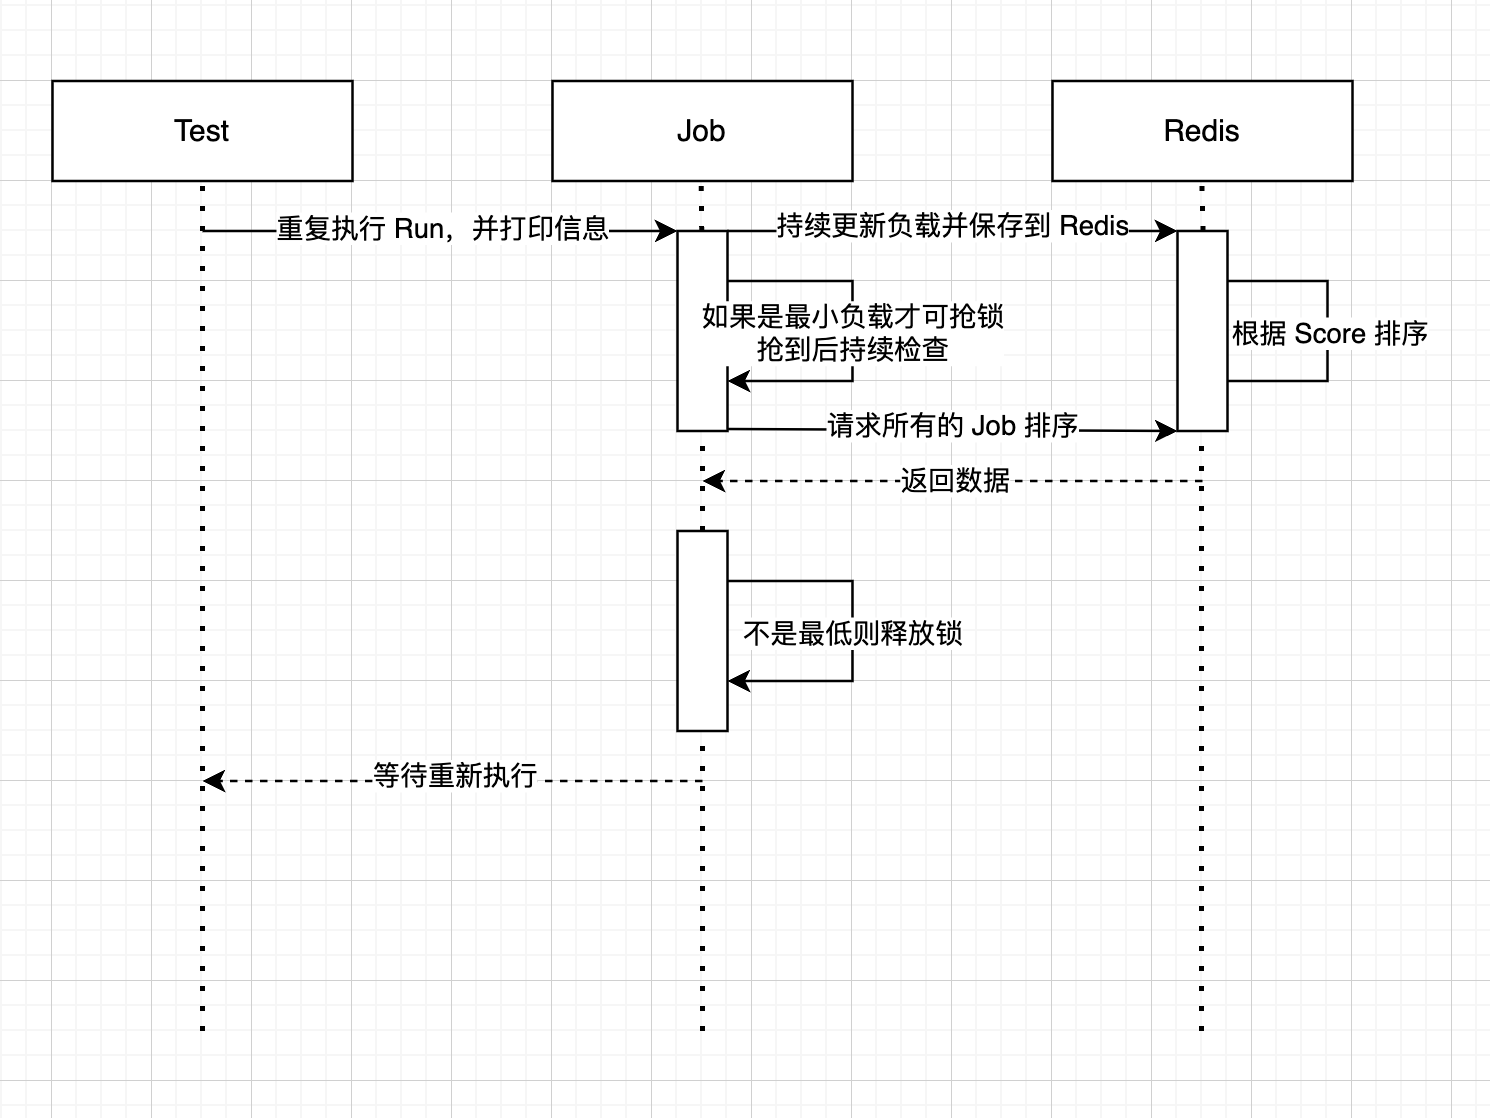 Test
Job
Redis
重复执行 Run，并打印信息
持续更新负载并保存到 Redis
如果是最小负载才可抢锁
抢到后持续检查
根据 Score 排序
请求所有的 Job 排序
返回数据
不是最低则释放锁
等待重新执行